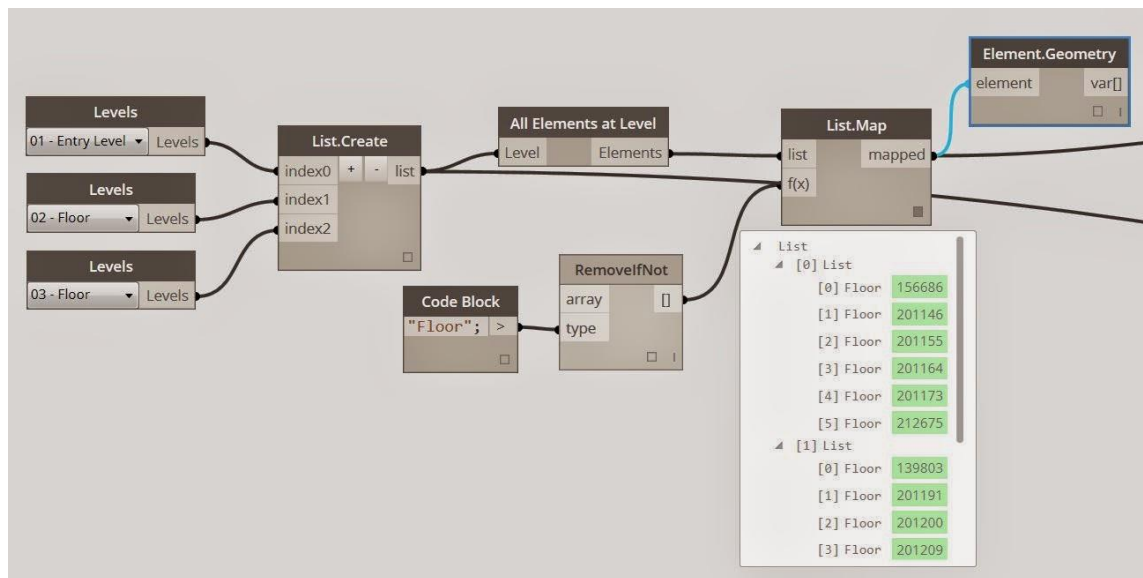 Levels
01 - Entry Level Levels
Levels
02 - Floor Levels
Levels
03 - Floor Levels
List.Create
index0 + - list
index1
index2
All Elements at Level
Level Elements
Code Block
"Floor"; >
RemoveIfNot
array []
type
List.Map
list mapped
f(x)
Element.Geometry
element var[]
List
[0] List
[0] Floor 156686
[1] Floor 201146
[2] Floor 201155
[3] Floor 201164
[4] Floor 201173
[5] Floor 212675
[1] List
[0] Floor 139803
[1] Floor 201191
[2] Floor 201200
[3] Floor 201209